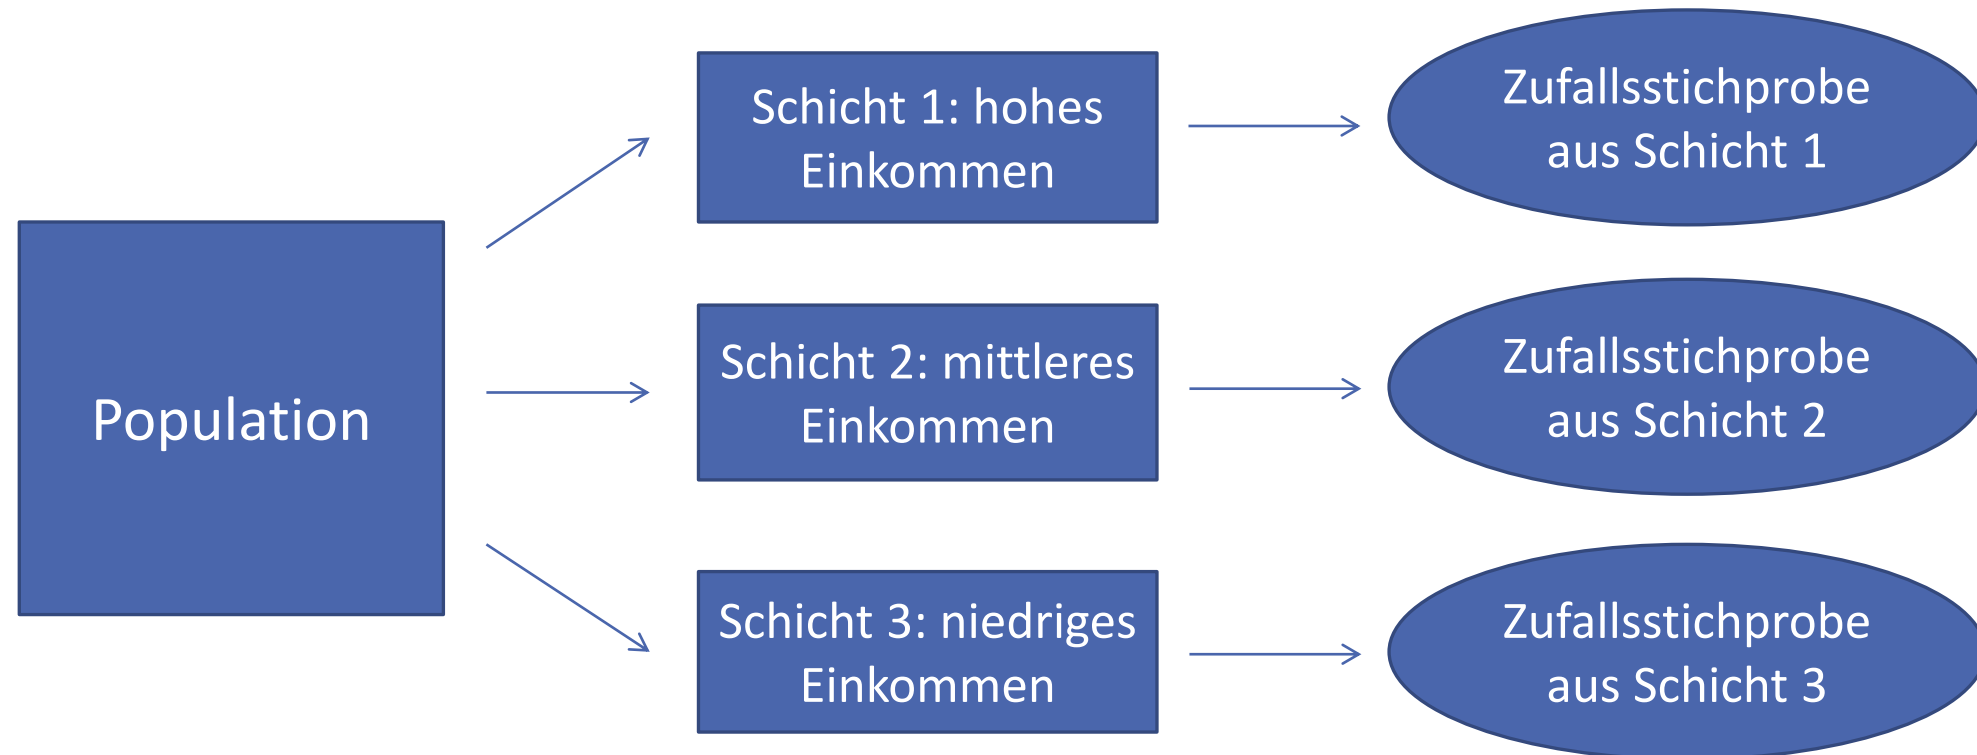 Population
Schicht 1: hohes
Einkommen
Zufallsstichprobe
aus Schicht 1
Schicht 2: mittleres
Einkommen
Zufallsstichprobe
aus Schicht 2
Schicht 3: niedriges
Einkommen
Zufallsstichprobe
aus Schicht 3